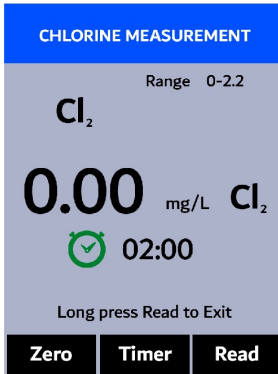 CHLORINE MEASUREMENT
Range 0-2.2
Cl₂
0.00 mg/L Cl₂
02:00
Long press Read to Exit
Zero Timer Read